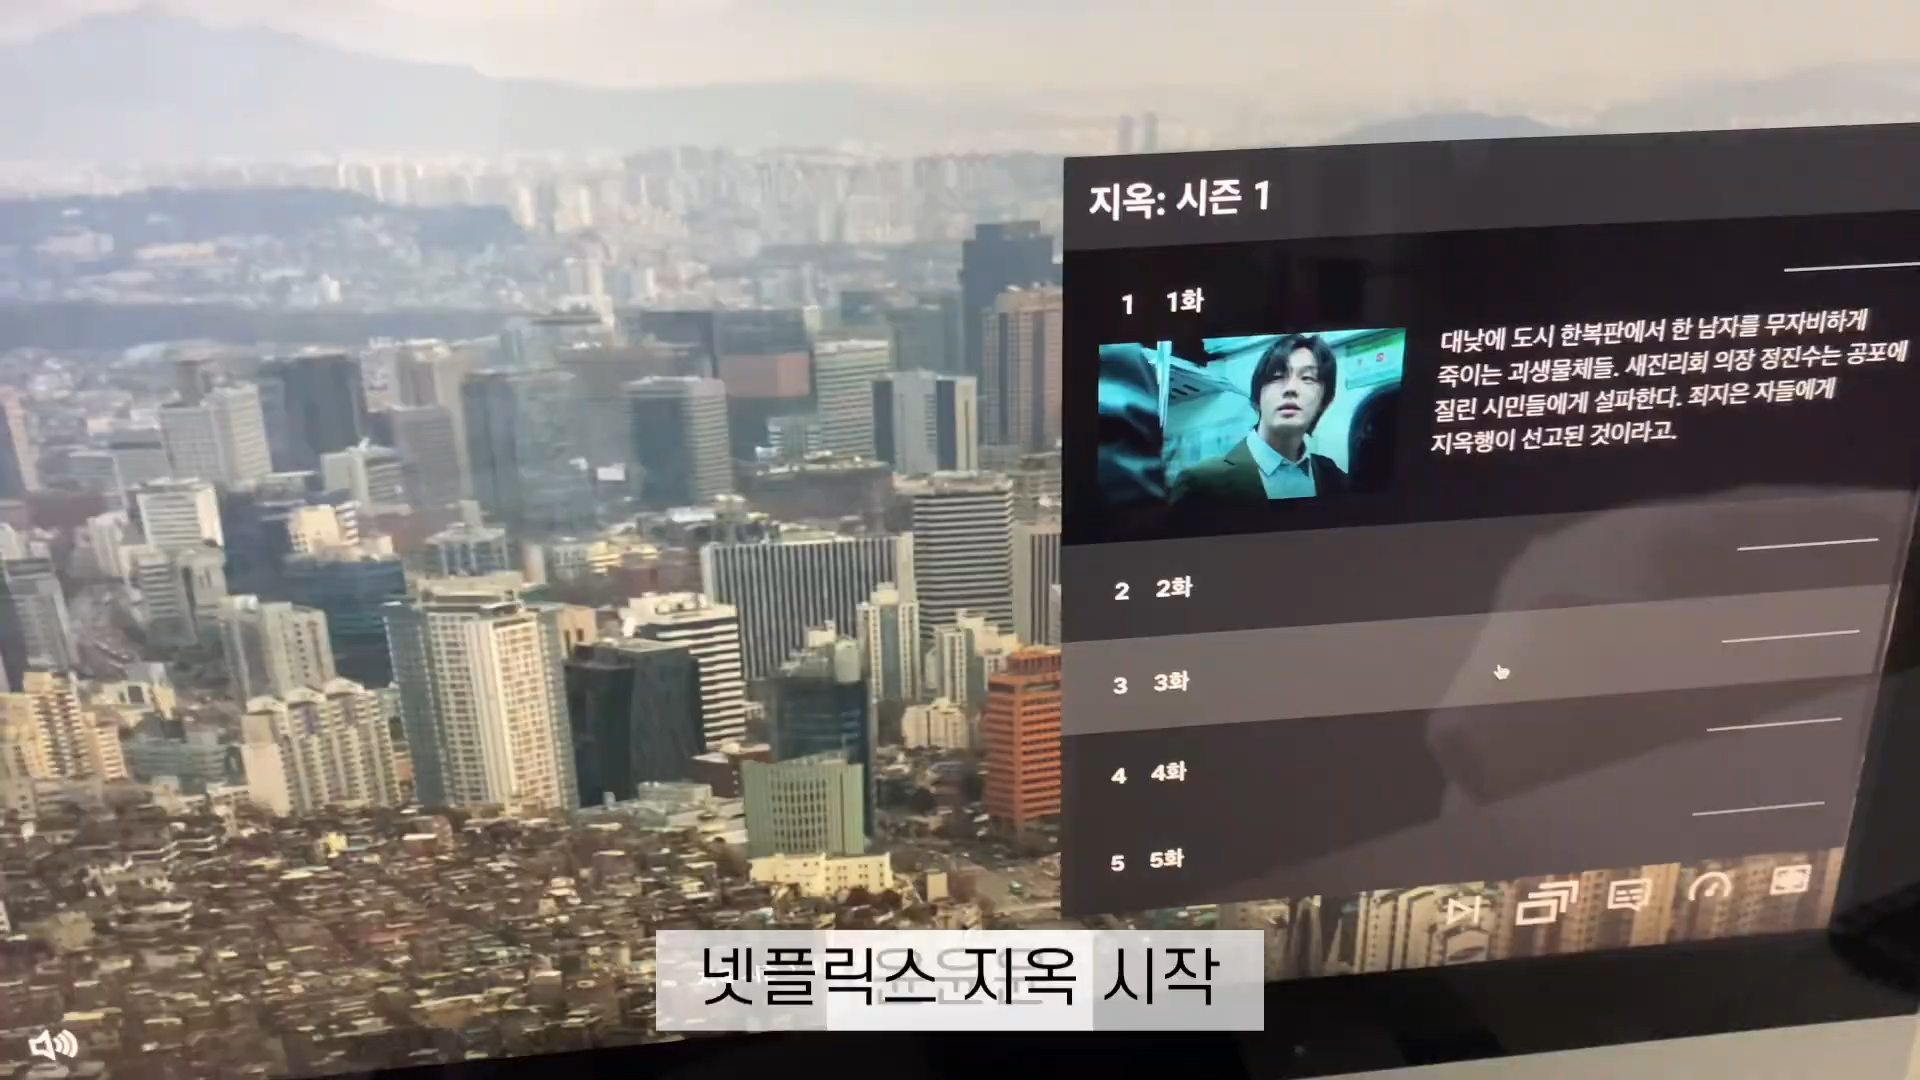 지옥: 시즌 1
1 1화
대낮에 도시 한복판에서 한 남자를 무자비하게
죽이는 괴생물체들. 새진리회 의장 정진수는 공포에
질린 시민들에게 설파한다. 죄지은 자들에게
지옥행이 선고된 것이라고.
2 2화
3 3화
4 4화
5 5화
넷플릭스 지옥 시작